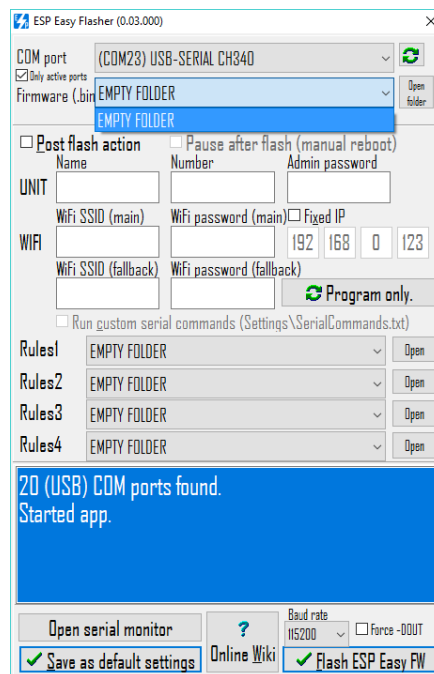 ESP Easy Flasher (0.03.000)
COM port (COM23) USB-SERIAL CH340
Only active ports
Firmware (.bin EMPTY FOLDER Open folder
EMPTY FOLDER
Post flash action Pause after flash (manual reboot)
Name Number Admin password
UNIT
WiFi SSID (main) WiFi password (main) Fixed IP
WIFI 192 168 0 123
WiFi SSID (fallback) WiFi password (fallback)
Program only.
Run custom serial commands (Settings\SerialCommands.txt)
Rules1 EMPTY FOLDER Open
Rules2 EMPTY FOLDER Open
Rules3 EMPTY FOLDER Open
Rules4 EMPTY FOLDER Open
20 (USB) COM ports found.
Started app.
Open serial monitor ? Online Wiki Baud rate
115200 Force -DOUT
Save as default settings Flash ESP Easy FW